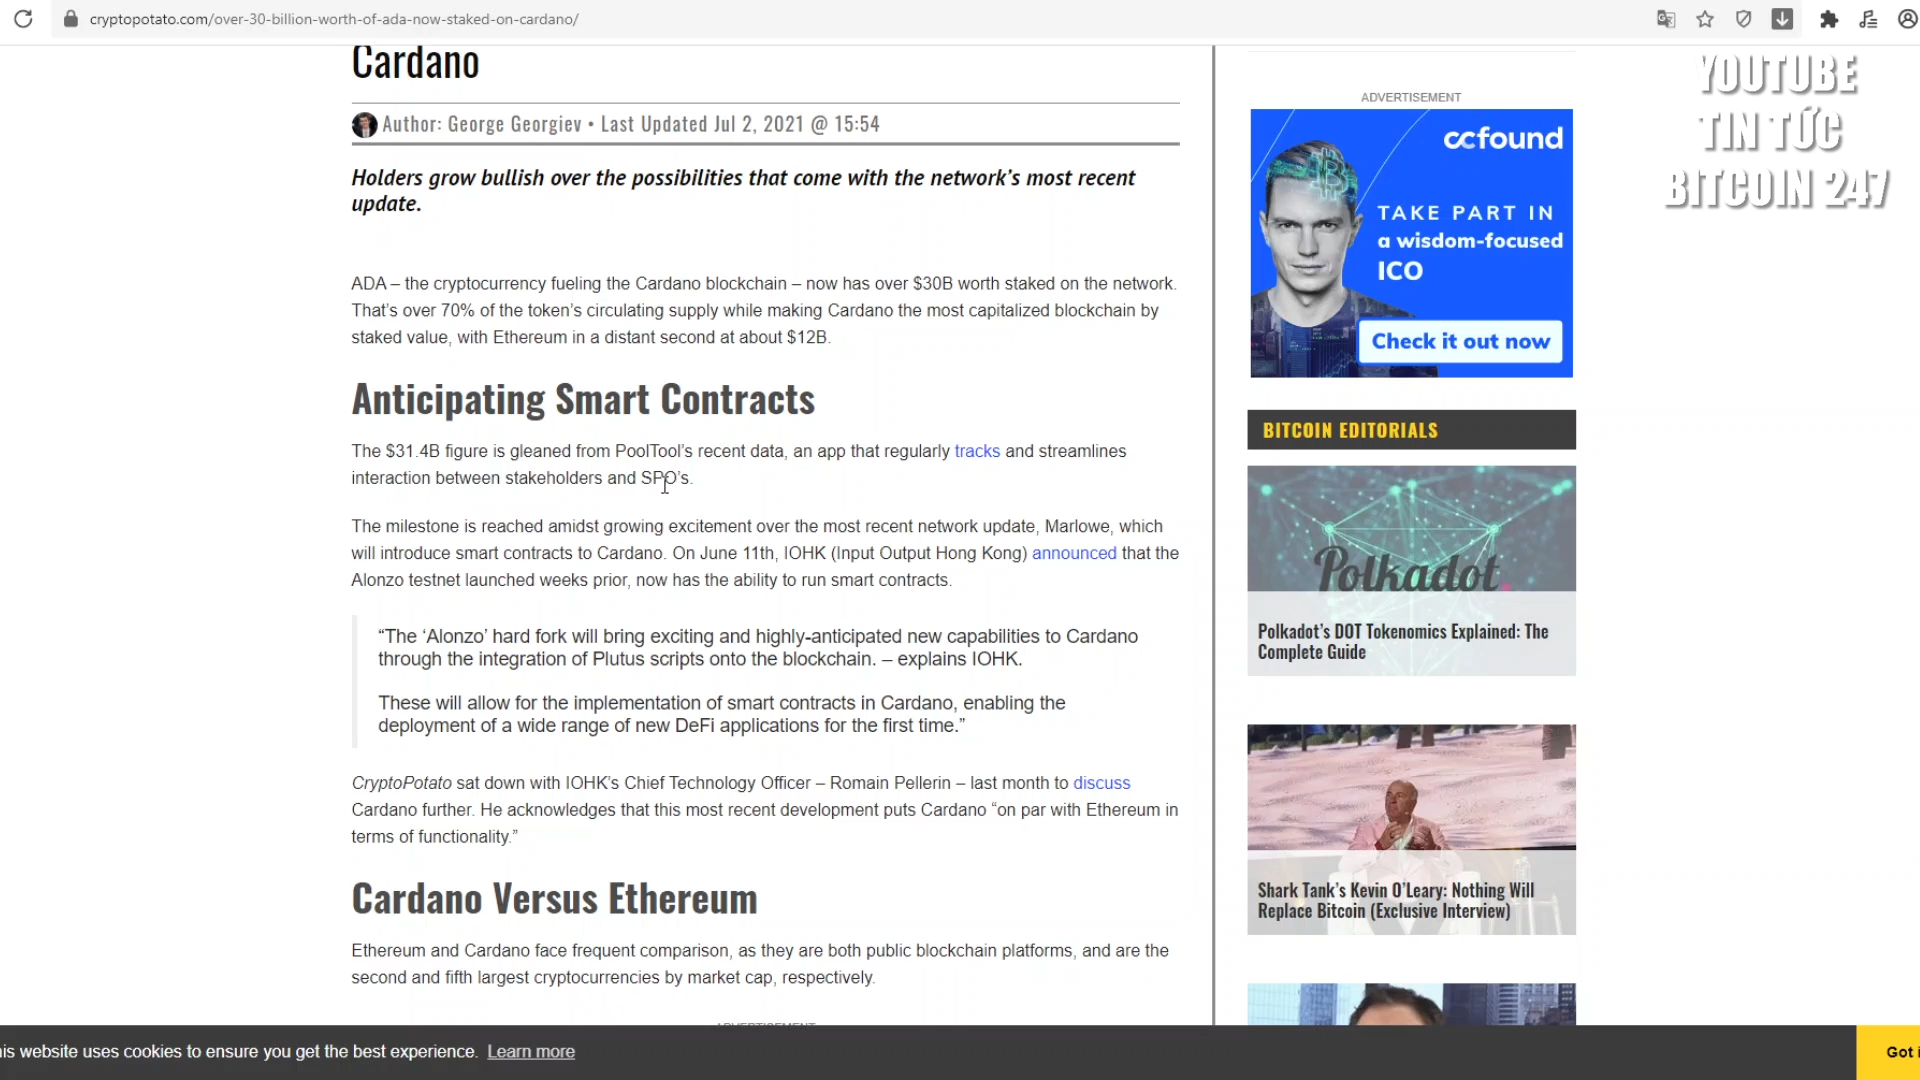 cryptopotato.com/over-30-billion-worth-of-ada-now-staked-on-cardano/
YOUTUBE
TIN TỨC
BITCOIN 247
Cardano
Author: George Georgiev • Last Updated Jul 2, 2021 @ 15:54
Holders grow bullish over the possibilities that come with the network's most recent
update.
ADA – the cryptocurrency fueling the Cardano blockchain – now has over $30B worth staked on the network.
That's over 70% of the token's circulating supply while making Cardano the most capitalized blockchain by
staked value, with Ethereum in a distant second at about $12B.
Anticipating Smart Contracts
The $31.4B figure is gleaned from PoolTool's recent data, an app that regularly tracks and streamlines
interaction between stakeholders and SPO's.
The milestone is reached amidst growing excitement over the most recent network update, Marlowe, which
will introduce smart contracts to Cardano. On June 11th, IOHK (Input Output Hong Kong) announced that the
Alonzo testnet launched weeks prior, now has the ability to run smart contracts.
“The ‘Alonzo’ hard fork will bring exciting and highly-anticipated new capabilities to Cardano
through the integration of Plutus scripts onto the blockchain. – explains IOHK.
These will allow for the implementation of smart contracts in Cardano, enabling the
deployment of a wide range of new DeFi applications for the first time.”
CryptoPotato sat down with IOHK's Chief Technology Officer – Romain Pellerin – last month to discuss
Cardano further. He acknowledges that this most recent development puts Cardano “on par with Ethereum in
terms of functionality.”
Cardano Versus Ethereum
Ethereum and Cardano face frequent comparison, as they are both public blockchain platforms, and are the
second and fifth largest cryptocurrencies by market cap, respectively.
ADVERTISEMENT
ADVERTISEMENT
ccfound
TAKE PART IN
a wisdom-focused
ICO
Check it out now
BITCOIN EDITORIALS
Polkadot.
Polkadot's DOT Tokenomics Explained: The
Complete Guide
Shark Tank's Kevin O'Leary: Nothing Will
Replace Bitcoin (Exclusive Interview)
is website uses cookies to ensure you get the best experience. Learn more
Got i